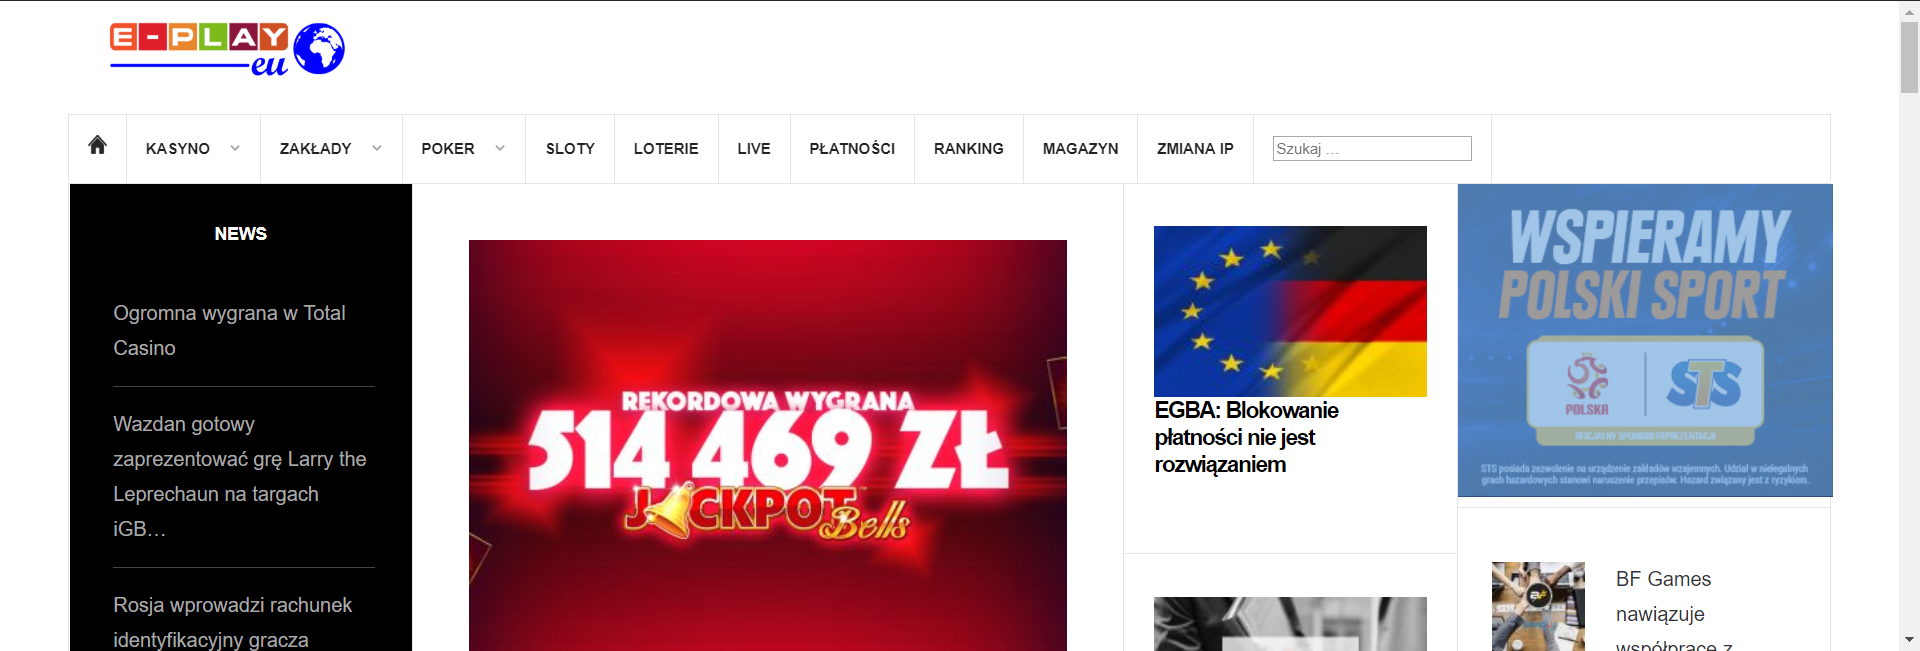 E-PLAY
eu
KASYNO
ZAKŁADY
POKER
SLOTY
LOTERIE
LIVE
PŁATNOŚCI
RANKING
MAGAZYN
ZMIANA IP
Szukaj …
NEWS
Ogromna wygrana w Total
Casino
Wazdan gotowy
zaprezentować grę Larry the
Leprechaun na targach
iGB…
Rosja wprowadzi rachunek
identyfikacyjny gracza
REKORDOWA WYGRANA
514 469 ZŁ
JACKPOT
Bells
EGBA: Blokowanie
płatności nie jest
rozwiązaniem
WSPIERAMY
POLSKI SPORT
POLSKA
STS
OFICJALNY SPONSOR REPREZENTACJI
STS posiada zezwolenie na urządzenie zakładów wzajemnych. Udział w nielegalnych
grach hazardowych stanowi naruszenie przepisów. Hazard związany jest z ryzykiem.
BF Games
nawiązuje
współpracę z